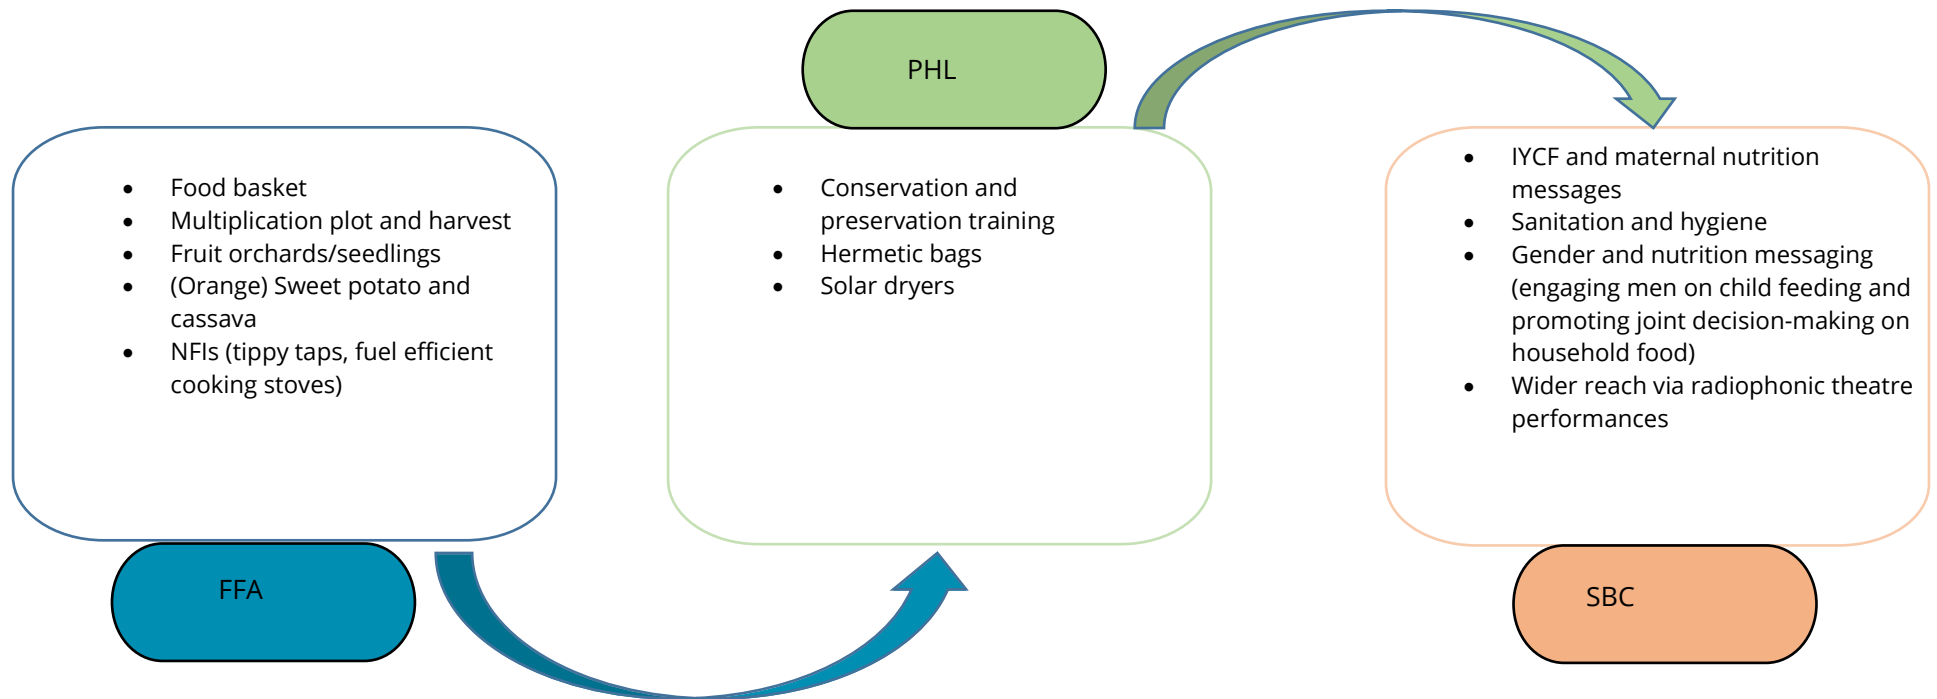 PHL
• Food basket
• Multiplication plot and harvest
• Fruit orchards/seedlings
• (Orange) Sweet potato and
cassava
• NFIs (tippy taps, fuel efficient
cooking stoves)
FFA
• Conservation and
preservation training
• Hermetic bags
• Solar dryers
• IYCF and maternal nutrition
messages
• Sanitation and hygiene
• Gender and nutrition messaging
(engaging men on child feeding and
promoting joint decision-making on
household food)
• Wider reach via radiophonic theatre
performances
SBC